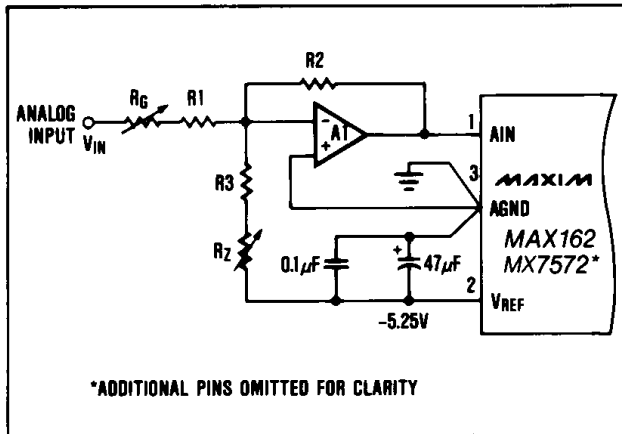 R2
ANALOG
INPUT
VIN
RG
R1
-
A1
+
1
AIN
3
MAXIM
AGND
MAX162
MX7572*
R3
RZ
0.1µF
+
47µF
2
VREF
-5.25V
*ADDITIONAL PINS OMITTED FOR CLARITY